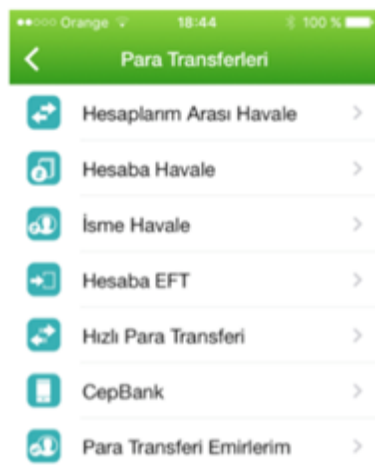 Orange 18:44 100 %
Para Transferleri
Hesaplarım Arası Havale
Hesaba Havale
İsme Havale
Hesaba EFT
Hızlı Para Transferi
CepBank
Para Transferi Emirlerim